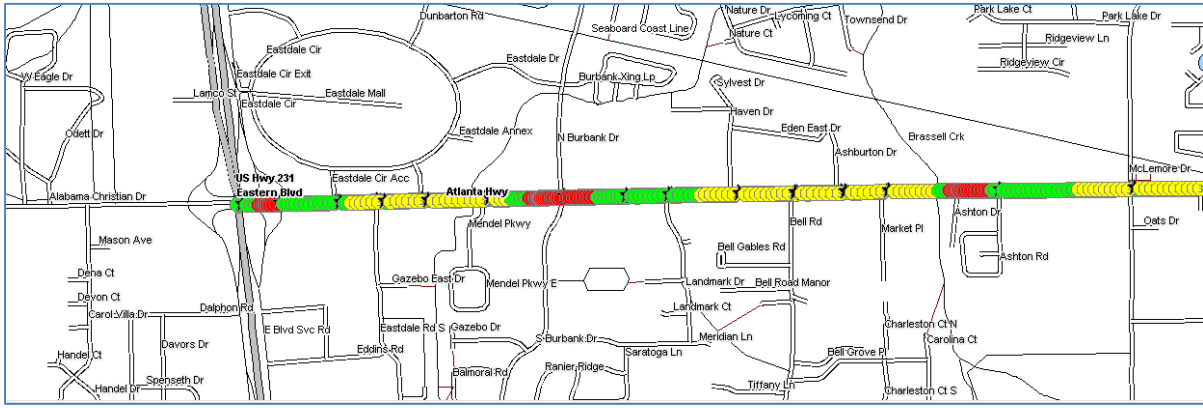 Dunbarton Rd
Nature Dr
Lycoming Ct
Townsend Dr
Park Lake Ct
Park Lake Dr
Seaboard Coast Line
Nature Ct
Ridgeview Ln
Eastdale Cir
Eastdale Dr
Ridgeview Cir
W Eagle Dr
Eastdale Cir Exit
Burbank Xing Lp
Sylvest Dr
Lamco St
Eastdale Mall
Eastdale Cir
Haven Dr
Odett Dr
Eastdale Annex
N Burbank Dr
Eden East Dr
Brassell Crk
Ashburton Dr
US Hwy 231
Eastdale Cir Acc
McLemore Dr
Alabama Christian Dr
Eastern Blvd
Atlanta Hwy
Ashton Dr
Mendel Pkwy
Bell Rd
Market Pl
Oats Dr
Mason Ave
Bell Gables Rd
Ashton Rd
Dena Ct
Gazebo East Dr
Mendel Pkwy E
Landmark Dr
Bell Road Manor
Devon Ct
Dalphon Rd
Landmark Ct
Carol Villa Dr
E Blvd Svc Rd
Eastdale Rd S
Gazebo Dr
Charleston Ct N
Davors Dr
S Burbank Dr
Meridian Ln
Carolina Ct
Handel Ct
Eddins Rd
Saratoga Ln
Bell Grove Pl
Spenseth Dr
Balmoral Rd
Ranier Ridge
Handel Dr
Tiffany Ln
Charleston Ct S